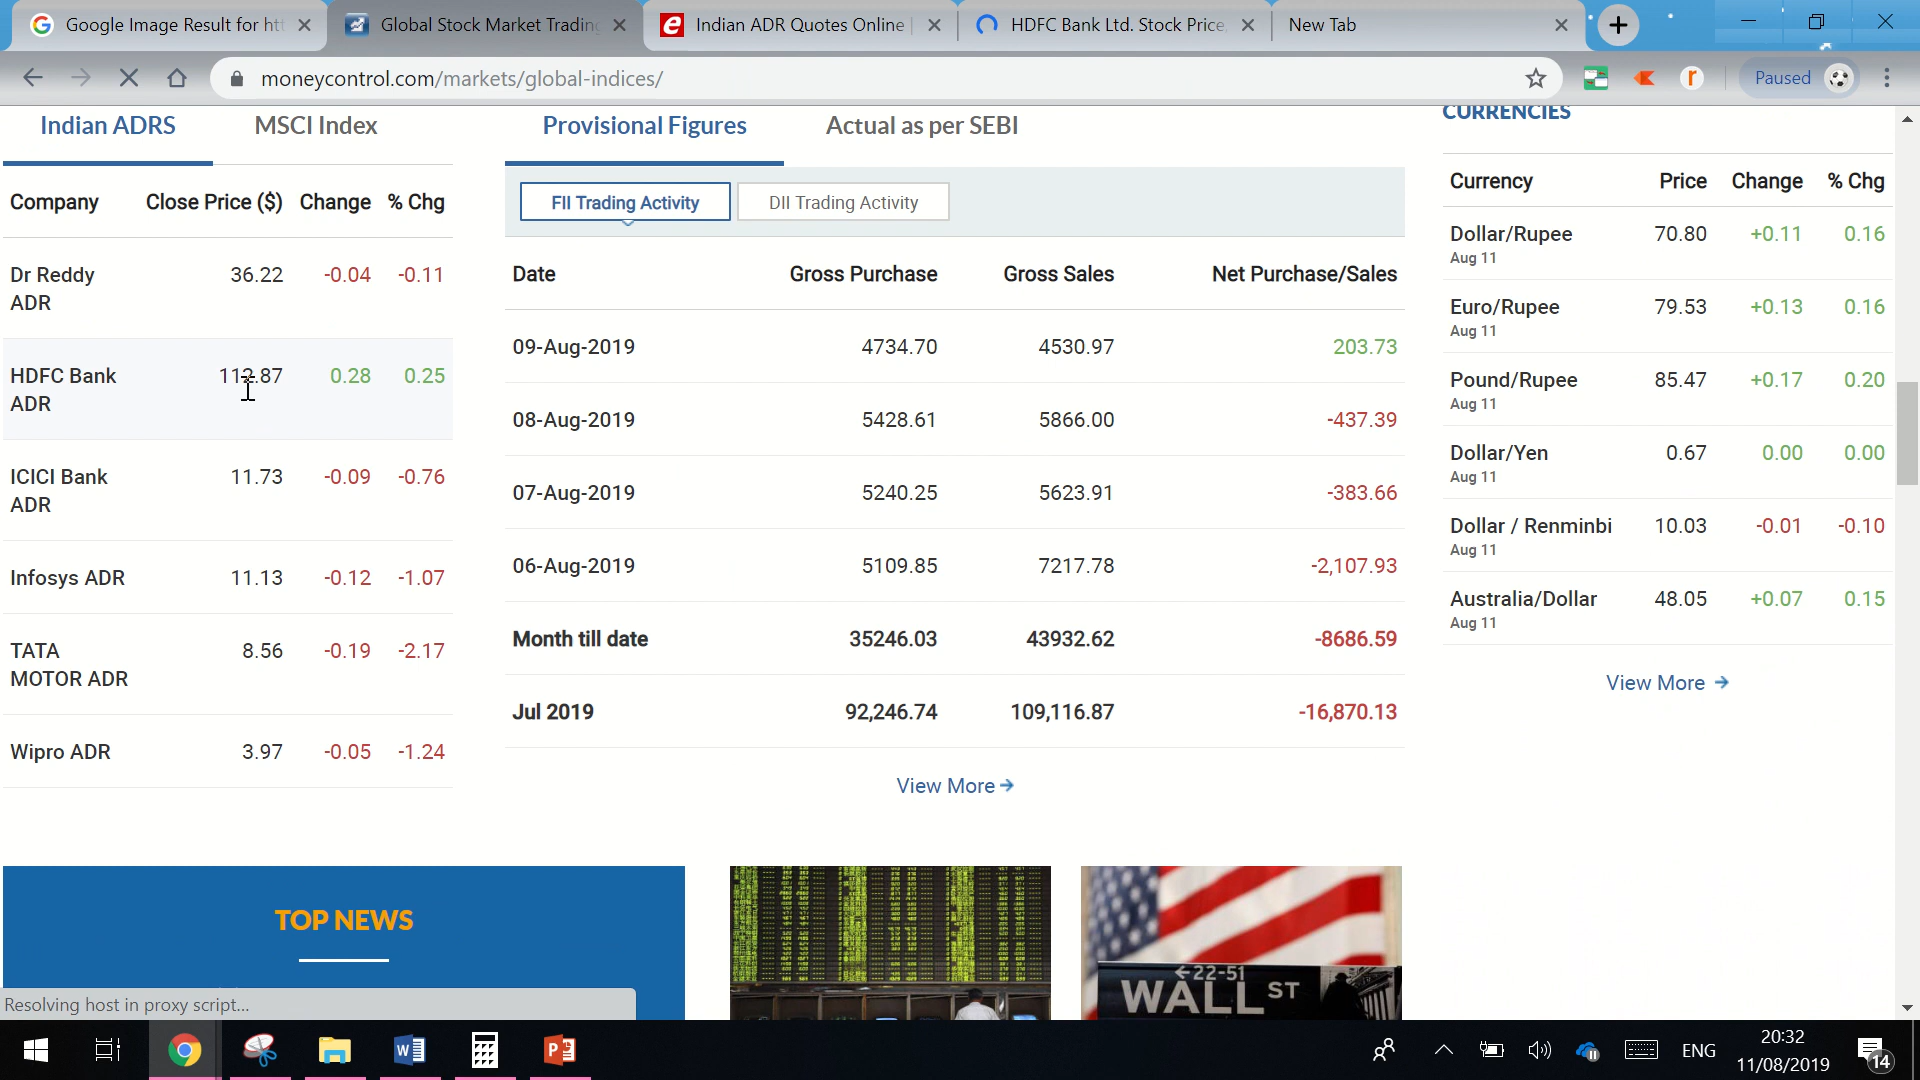 Google Image Result for htt
Global Stock Market Trading
Indian ADR Quotes Online |
HDFC Bank Ltd. Stock Price,
New Tab
moneycontrol.com/markets/global-indices/
Paused
Indian ADRS MSCI Index
Company Close Price ($) Change % Chg
Dr Reddy ADR 36.22 -0.04 -0.11
HDFC Bank ADR 112.87 0.28 0.25
ICICI Bank ADR 11.73 -0.09 -0.76
Infosys ADR 11.13 -0.12 -1.07
TATA MOTOR ADR 8.56 -0.19 -2.17
Wipro ADR 3.97 -0.05 -1.24
Provisional Figures Actual as per SEBI
FII Trading Activity DII Trading Activity
Date Gross Purchase Gross Sales Net Purchase/Sales
09-Aug-2019 4734.70 4530.97 203.73
08-Aug-2019 5428.61 5866.00 -437.39
07-Aug-2019 5240.25 5623.91 -383.66
06-Aug-2019 5109.85 7217.78 -2,107.93
Month till date 35246.03 43932.62 -8686.59
Jul 2019 92,246.74 109,116.87 -16,870.13
View More
CURRENCIES
Currency Price Change % Chg
Dollar/Rupee 70.80 +0.11 0.16
Aug 11
Euro/Rupee 79.53 +0.13 0.16
Aug 11
Pound/Rupee 85.47 +0.17 0.20
Aug 11
Dollar/Yen 0.67 0.00 0.00
Aug 11
Dollar / Renminbi 10.03 -0.01 -0.10
Aug 11
Australia/Dollar 48.05 +0.07 0.15
Aug 11
View More
TOP NEWS
22-51
WALL ST
Resolving host in proxy script...
ENG
20:32
11/08/2019
14